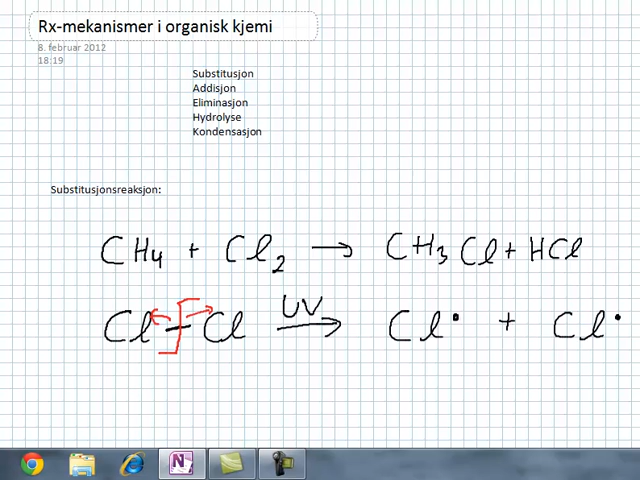 Rx-mekanismer i organisk kjemi
8. februar 2012
18:19
Substitusjon
Addisjon
Eliminasjon
Hydrolyse
Kondensasjon
Substitusjonsreaksjon:
CH4 + Cl2 → CH3Cl + HCl
Cl–Cl UV→ Cl• + Cl•